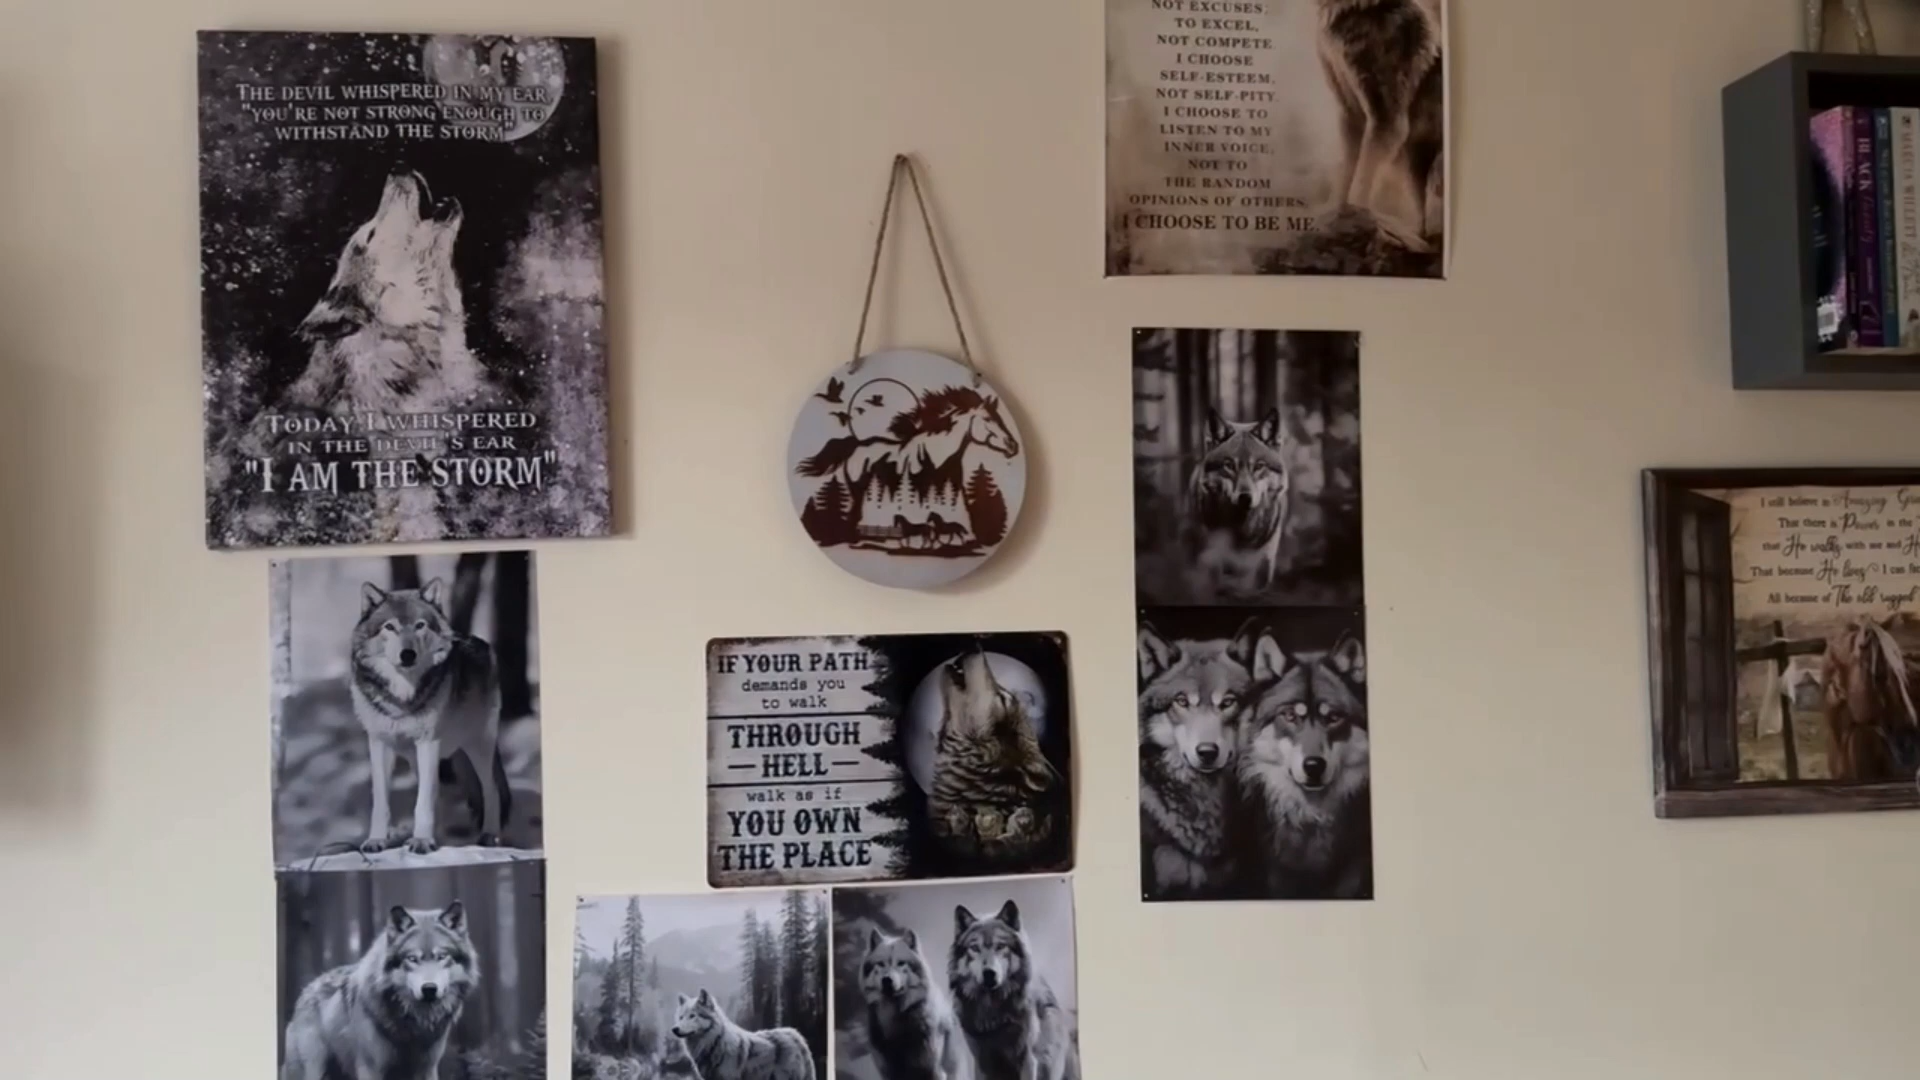 THE DEVIL WHISPERED IN MY EAR,
"YOU'RE NOT STRONG ENOUGH TO
WITHSTAND THE STORM"
TODAY I WHISPERED
IN THE DEVIL'S EAR
"I AM THE STORM"
NOT EXCUSES;
TO EXCEL,
NOT COMPETE.
I CHOOSE
SELF-ESTEEM,
NOT SELF-PITY.
I CHOOSE TO
LISTEN TO MY
INNER VOICE,
NOT TO
THE RANDOM
OPINIONS OF OTHERS.
I CHOOSE TO BE ME.
IF YOUR PATH
demands you
to walk
THROUGH
HELL
walk as if
YOU OWN
THE PLACE
BLACK
MARCIA WILLETT
I still believe in Amazing
That there is Power in the
that He walks with me and
That because He lives I can
All because of The old rugged